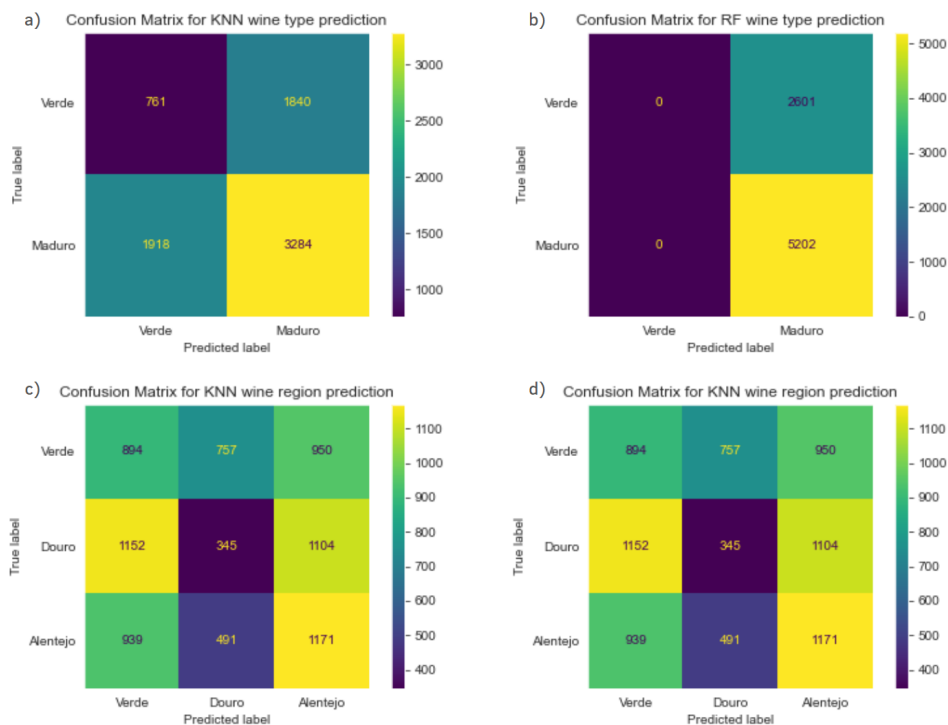 a)
Confusion Matrix for KNN wine type prediction
True label
Verde
Maduro
761
1840
1918
3284
Verde
Maduro
Predicted label
3000
2500
2000
1500
1000
b)
Confusion Matrix for RF wine type prediction
True label
Verde
Maduro
0
2601
0
5202
Verde
Maduro
Predicted label
5000
4000
3000
2000
1000
0
c)
Confusion Matrix for KNN wine region prediction
True label
Verde
Douro
Alentejo
894
757
950
1152
345
1104
939
491
1171
Verde
Douro
Alentejo
Predicted label
1100
1000
900
800
700
600
500
400
d)
Confusion Matrix for KNN wine region prediction
True label
Verde
Douro
Alentejo
894
757
950
1152
345
1104
939
491
1171
Verde
Douro
Alentejo
Predicted label
1100
1000
900
800
700
600
500
400